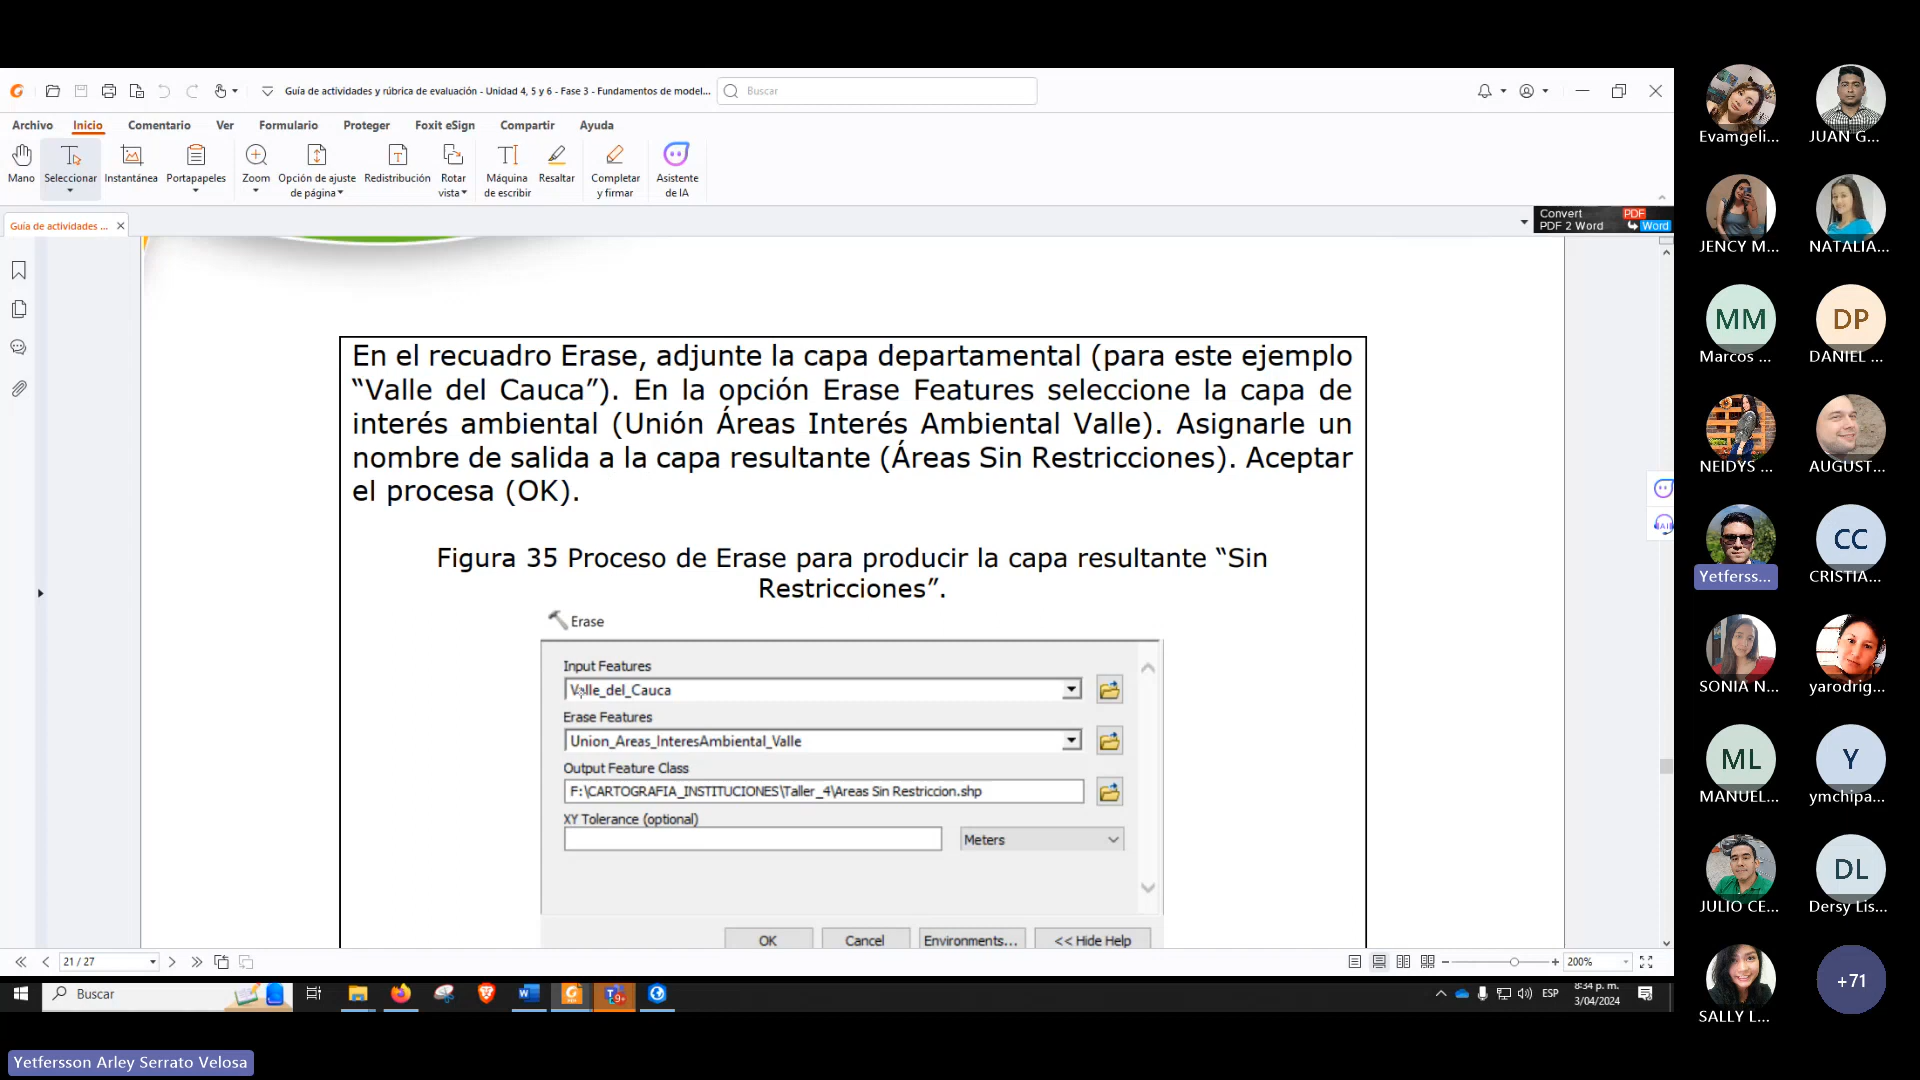 Guía de actividades y rúbrica de evaluación - Unidad 4, 5 y 6 - Fase 3 - Fundamentos de model...
Buscar
Archivo Inicio Comentario Ver Formulario Proteger Foxit eSign Compartir Ayuda
Mano Seleccionar Instantánea Portapapeles Zoom Opción de ajuste de página Redistribución Rotar vista Máquina de escribir Resaltar Completar y firmar Asistente de IA
Guía de actividades ...
Convert PDF
PDF 2 Word Word
En el recuadro Erase, adjunte la capa departamental (para este ejemplo
“Valle del Cauca”). En la opción Erase Features seleccione la capa de
interés ambiental (Unión Áreas Interés Ambiental Valle). Asignarle un
nombre de salida a la capa resultante (Áreas Sin Restricciones). Aceptar
el procesa (OK).
Figura 35 Proceso de Erase para producir la capa resultante “Sin
Restricciones”.
Erase
Input Features
Valle_del_Cauca
Erase Features
Union_Areas_InteresAmbiental_Valle
Output Feature Class
F:\CARTOGRAFIA_INSTITUCIONES\Taller_4\Areas Sin Restriccion.shp
XY Tolerance (optional)
Meters
OK Cancel Environments... << Hide Help
21 / 27
200%
Buscar
ESP
8:34 p. m.
3/04/2024
Evamgeli...
JUAN G...
JENCY M...
NATALIA...
MM
Marcos ...
DP
DANIEL ...
NEIDYS ...
AUGUST...
Yetferss...
CC
CRISTIA...
SONIA N...
yarodrig...
ML
MANUEL...
Y
ymchipa...
JULIO CE...
DL
Dersy Lis...
SALLY L...
+71
Yetfersson Arley Serrato Velosa